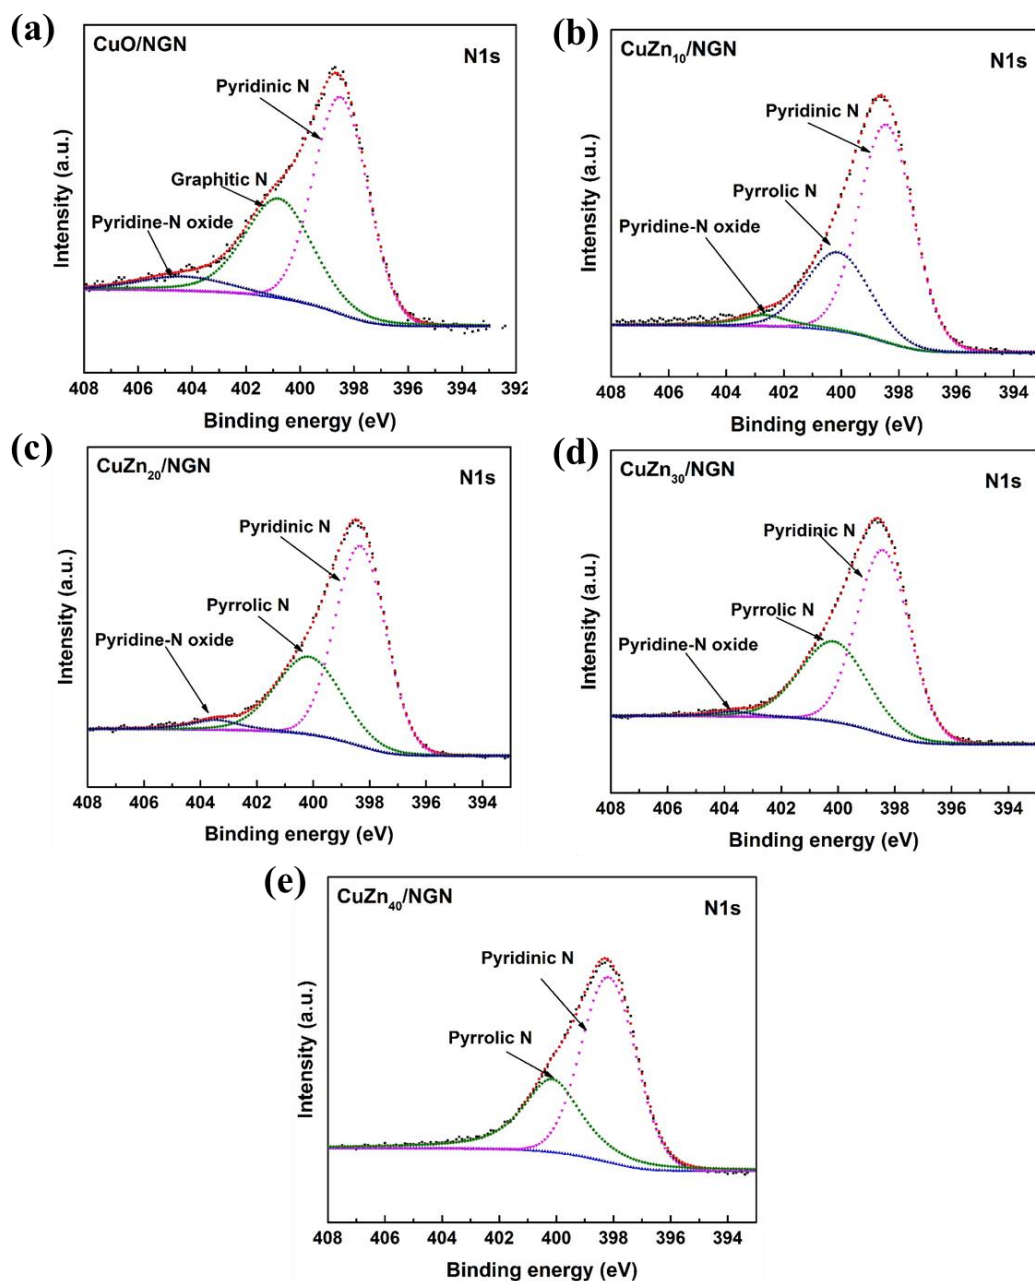 (a)
CuO/NGN
N1s
Pyridinic N
Graphitic N
Pyridine-N oxide
Intensity (a.u.)
408 406 404 402 400 398 396 394 392
Binding energy (eV)
(b)
CuZn10/NGN
N1s
Pyridinic N
Pyrrolic N
Pyridine-N oxide
Intensity (a.u.)
408 406 404 402 400 398 396 394
Binding energy (eV)
(c)
CuZn20/NGN
N1s
Pyridinic N
Pyrrolic N
Pyridine-N oxide
Intensity (a.u.)
408 406 404 402 400 398 396 394
Binding energy (eV)
(d)
CuZn30/NGN
N1s
Pyridinic N
Pyrrolic N
Pyridine-N oxide
Intensity (a.u.)
408 406 404 402 400 398 396 394
Binding energy (eV)
(e)
CuZn40/NGN
N1s
Pyridinic N
Pyrrolic N
Intensity (a.u.)
408 406 404 402 400 398 396 394
Binding energy (eV)